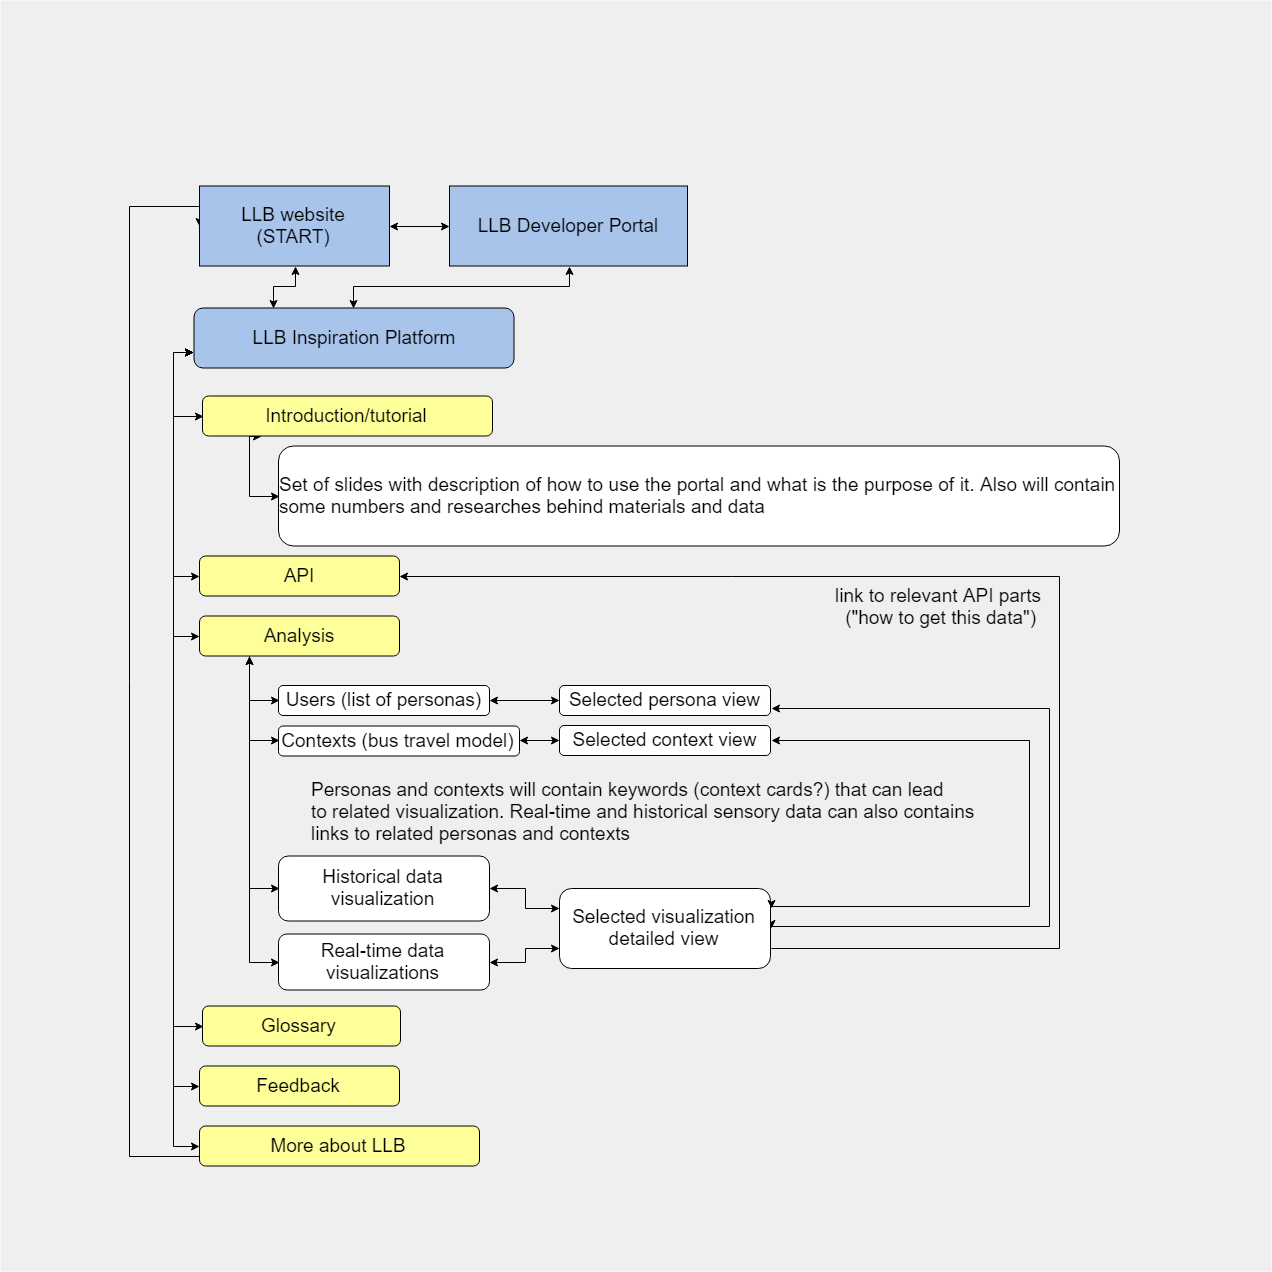 LLB website
(START)
LLB Developer Portal
LLB Inspiration Platform
Introduction/tutorial
Set of slides with description of how to use the portal and what is the purpose of it. Also will contain
some numbers and researches behind materials and data
API
link to relevant API parts
("how to get this data")
Analysis
Users (list of personas)
Selected persona view
Contexts (bus travel model)
Selected context view
Personas and contexts will contain keywords (context cards?) that can lead
to related visualization. Real-time and historical sensory data can also contains
links to related personas and contexts
Historical data
visualization
Selected visualization
detailed view
Real-time data
visualizations
Glossary
Feedback
More about LLB